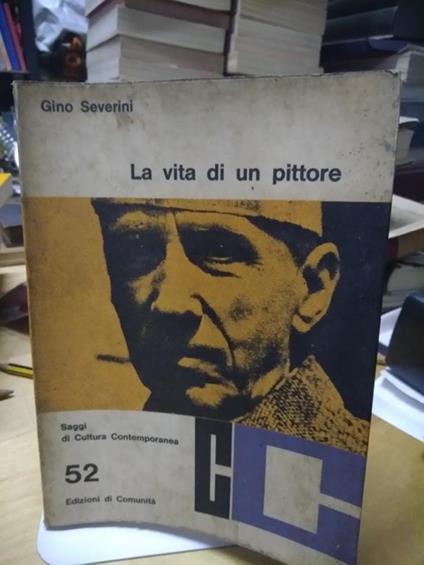 Gino Severini
La vita di un pittore
Saggi
di Cultura Contemporanea
52
Edizioni di Comunità